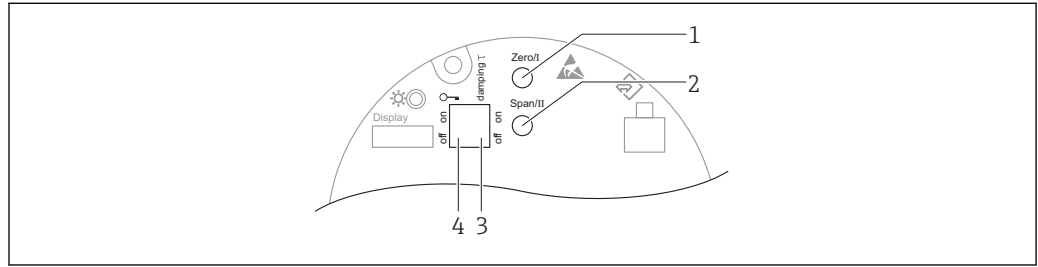 1
Zero/I
damping τ
2
Span/II
Display
on
off
on
off
4 3